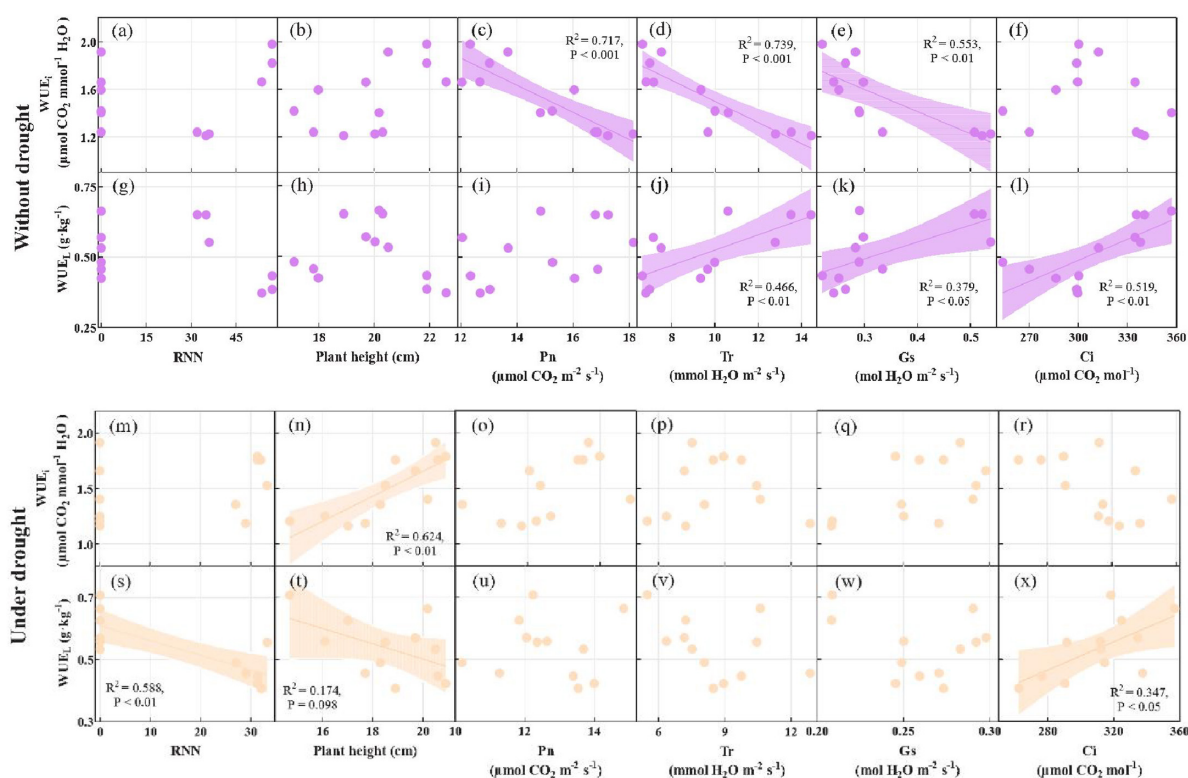 Without drought
WUEi
(μmol CO2 mmol-1 H2O)
2.0
1.6
1.2
(a)
(b)
(c)
R2 = 0.717,
P < 0.001
(d)
R2 = 0.739,
P < 0.001
(e)
R2 = 0.553,
P < 0.01
(f)
WUEL (g·kg-1)
0.75
0.50
0.25
(g)
(h)
(i)
(j)
R2 = 0.466,
P < 0.01
(k)
R2 = 0.379,
P < 0.05
(l)
R2 = 0.519,
P < 0.01
0 15 30 45
18 20 22
12 14 16 18
8 10 12 14
0.3 0.4 0.5
270 300 330 360
RNN
Plant height (cm)
Pn
(μmol CO2 m-2 s-1)
Tr
(mmol H2O m-2 s-1)
Gs
(mol H2O m-2 s-1)
Ci
(μmol CO2 mol-1)
Under drought
WUEi
(μmol CO2 mmol-1 H2O)
2.0
1.6
1.2
0.8
(m)
(n)
R2 = 0.624,
P < 0.01
(o)
(p)
(q)
(r)
WUEL (g·kg-1)
0.7
0.5
0.3
(s)
R2 = 0.588,
P < 0.01
(t)
R2 = 0.174,
P = 0.098
(u)
(v)
(w)
(x)
R2 = 0.347,
P < 0.05
0 10 20 30
16 18 20
10 12 14
6 9 12
0.20 0.25 0.30
280 320 360
RNN
Plant height (cm)
Pn
(μmol CO2 m-2 s-1)
Tr
(mmol H2O m-2 s-1)
Gs
(mol H2O m-2 s-1)
Ci
(μmol CO2 mol-1)